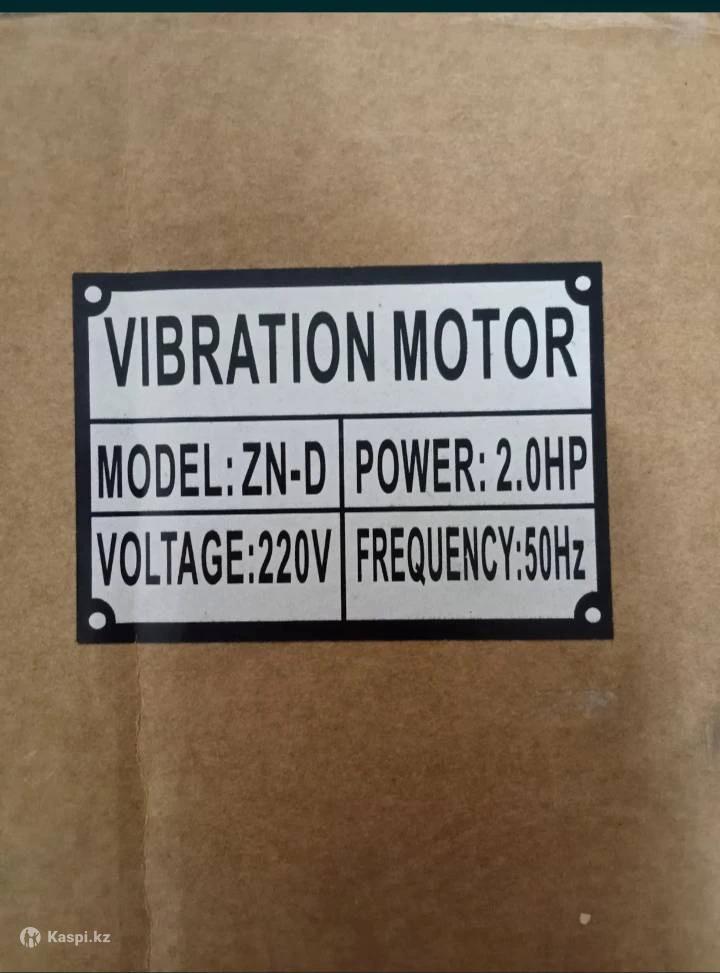 VIBRATION MOTOR
MODEL: ZN-D
POWER: 2.0HP
VOLTAGE:220V
FREQUENCY:50Hz
Kaspi.kz